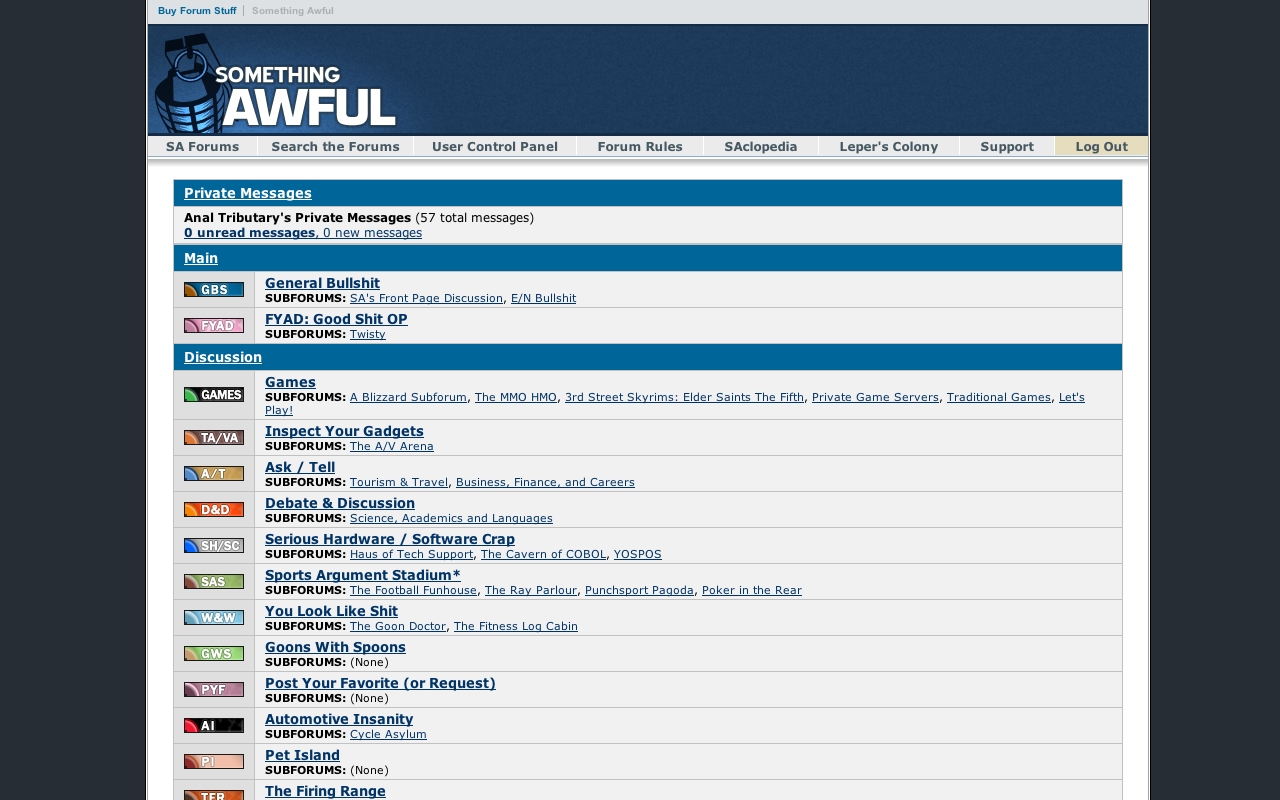 Buy Forum Stuff Something Awful
SOMETHING
AWFUL
SA Forums Search the Forums User Control Panel Forum Rules SAclopedia Leper's Colony Support Log Out
Private Messages
Anal Tributary's Private Messages (57 total messages)
0 unread messages, 0 new messages
Main
GBS General Bullshit
SUBFORUMS: SA's Front Page Discussion, E/N Bullshit
FYAD FYAD: Good Shit OP
SUBFORUMS: Twisty
Discussion
GAMES Games
SUBFORUMS: A Blizzard Subforum, The MMO HMO, 3rd Street Skyrims: Elder Saints The Fifth, Private Game Servers, Traditional Games, Let's
Play!
TA/VA Inspect Your Gadgets
SUBFORUMS: The A/V Arena
A/T Ask / Tell
SUBFORUMS: Tourism & Travel, Business, Finance, and Careers
D&D Debate & Discussion
SUBFORUMS: Science, Academics and Languages
SH/SC Serious Hardware / Software Crap
SUBFORUMS: Haus of Tech Support, The Cavern of COBOL, YOSPOS
SAS Sports Argument Stadium*
SUBFORUMS: The Football Funhouse, The Ray Parlour, Punchsport Pagoda, Poker in the Rear
W&W You Look Like Shit
SUBFORUMS: The Goon Doctor, The Fitness Log Cabin
GWS Goons With Spoons
SUBFORUMS: (None)
PYF Post Your Favorite (or Request)
SUBFORUMS: (None)
AI Automotive Insanity
SUBFORUMS: Cycle Asylum
PI Pet Island
SUBFORUMS: (None)
TFR The Firing Range